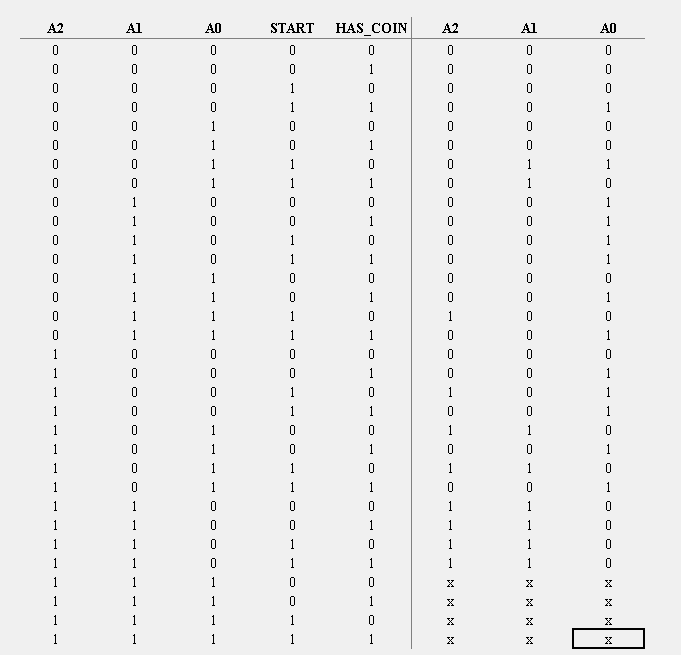 A2 A1 A0 START HAS_COIN A2 A1 A0
0 0 0 0 0 0 0 0
0 0 0 0 1 0 0 0
0 0 0 1 0 0 0 0
0 0 0 1 1 0 0 1
0 0 1 0 0 0 0 0
0 0 1 0 1 0 0 0
0 0 1 1 0 0 1 1
0 0 1 1 1 0 1 0
0 1 0 0 0 0 0 1
0 1 0 0 1 0 0 1
0 1 0 1 0 0 0 1
0 1 0 1 1 0 0 1
0 1 1 0 0 0 0 0
0 1 1 0 1 0 0 1
0 1 1 1 0 1 0 0
0 1 1 1 1 0 0 1
1 0 0 0 0 0 0 0
1 0 0 0 1 0 0 1
1 0 0 1 0 1 0 1
1 0 0 1 1 0 0 1
1 0 1 0 0 1 1 0
1 0 1 0 1 0 0 1
1 0 1 1 0 1 1 0
1 0 1 1 1 0 0 1
1 1 0 0 0 1 1 0
1 1 0 0 1 1 1 0
1 1 0 1 0 1 1 0
1 1 0 1 1 1 1 0
1 1 1 0 0 x x x
1 1 1 0 1 x x x
1 1 1 1 0 x x x
1 1 1 1 1 x x x